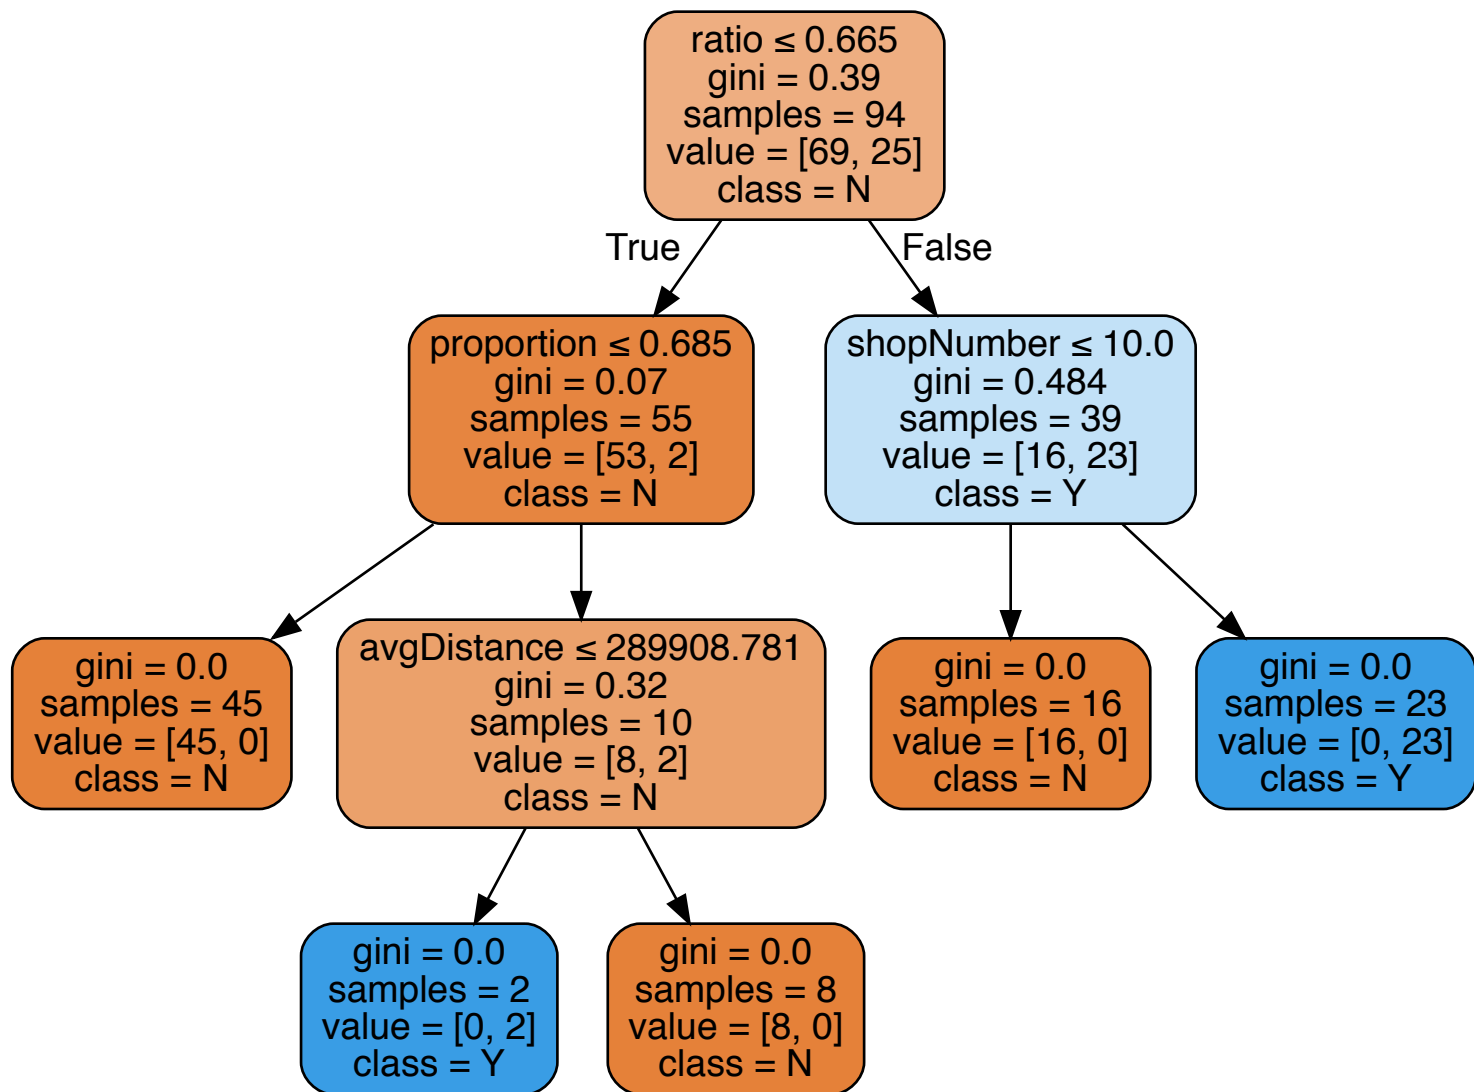 ratio ≤ 0.665
gini = 0.39
samples = 94
value = [69, 25]
class = N
True
False
proportion ≤ 0.685
gini = 0.07
samples = 55
value = [53, 2]
class = N
shopNumber ≤ 10.0
gini = 0.484
samples = 39
value = [16, 23]
class = Y
gini = 0.0
samples = 45
value = [45, 0]
class = N
avgDistance ≤ 289908.781
gini = 0.32
samples = 10
value = [8, 2]
class = N
gini = 0.0
samples = 16
value = [16, 0]
class = N
gini = 0.0
samples = 23
value = [0, 23]
class = Y
gini = 0.0
samples = 2
value = [0, 2]
class = Y
gini = 0.0
samples = 8
value = [8, 0]
class = N